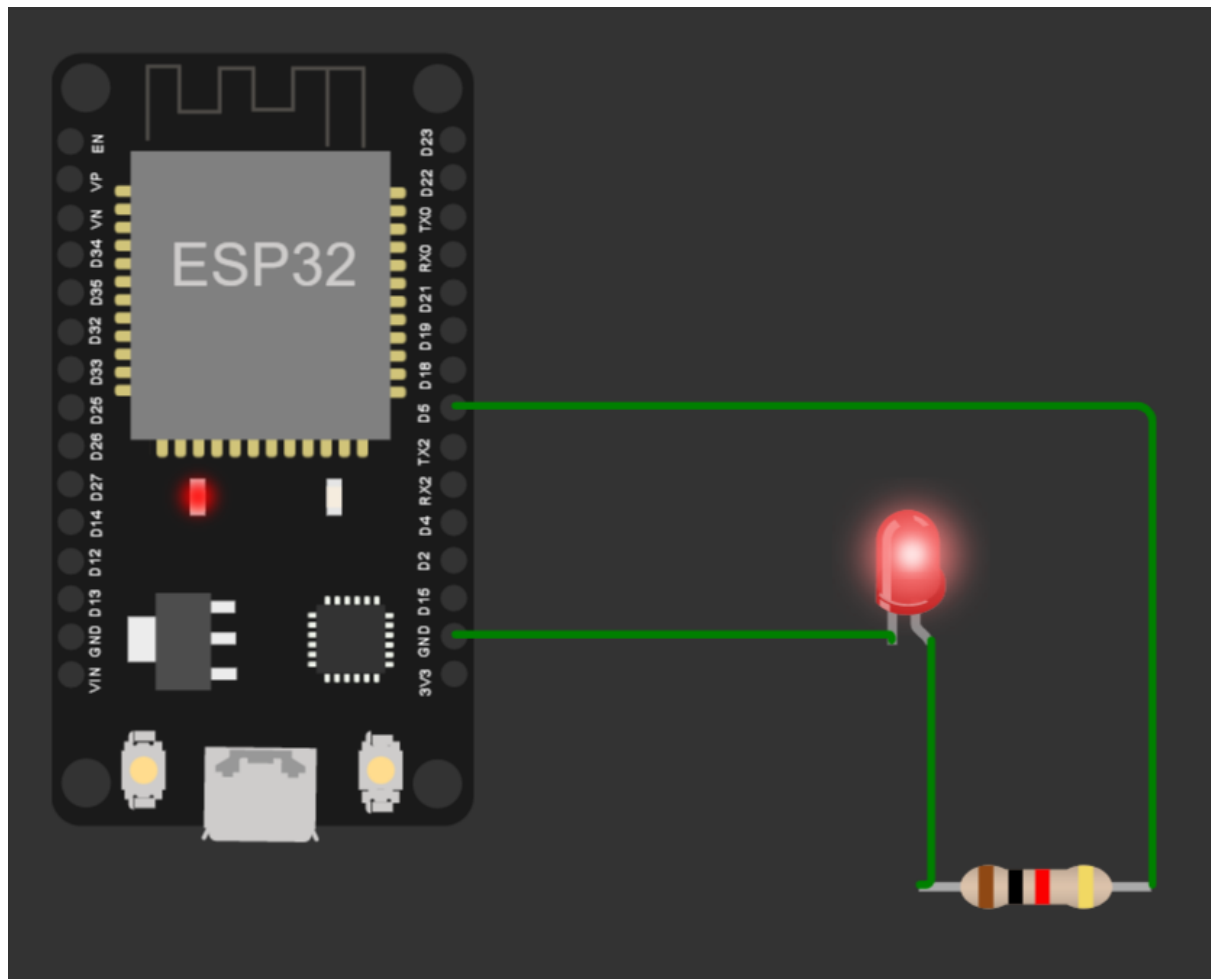 EN
VP
VN
D34
D35
D32
D33
D25
D26
D27
D14
D12
D13
GND
VIN
ESP32
D23
D22
TX0
RX0
D21
D19
D18
D5
TX2
RX2
D4
D2
D15
GND
3V3